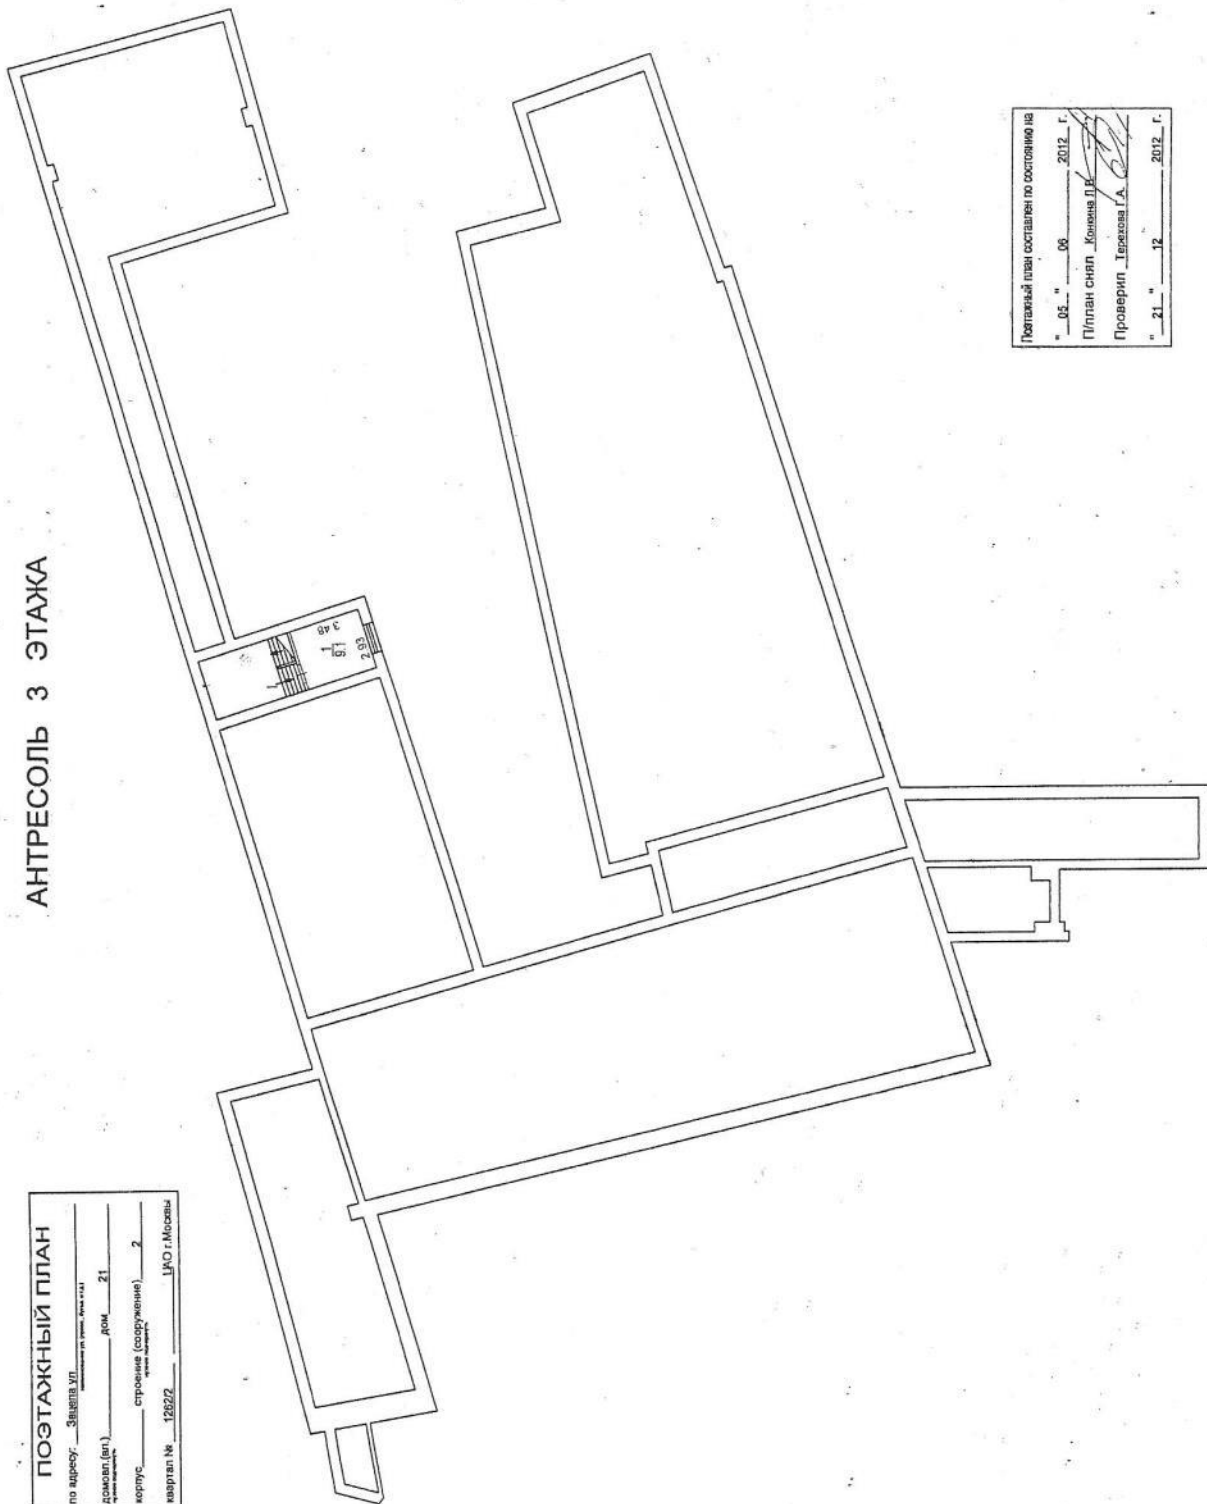 АНТРЕСОЛЬ 3 ЭТАЖА
ПОЭТАЖНЫЙ ПЛАН
по адресу: Зацепа ул
домовл.(вл.) дом 21
корпус строение (сооружение) 2
квартал № 1262/2 ЦАО г.Москвы
1
9.1
3.48
2.93
Поэтажный план составлен по состоянию на
" 05 " 06 2012 г.
П/план снял Конкина Л.В.
Проверил Терехова Г.А.
" 21 " 12 2012 г.